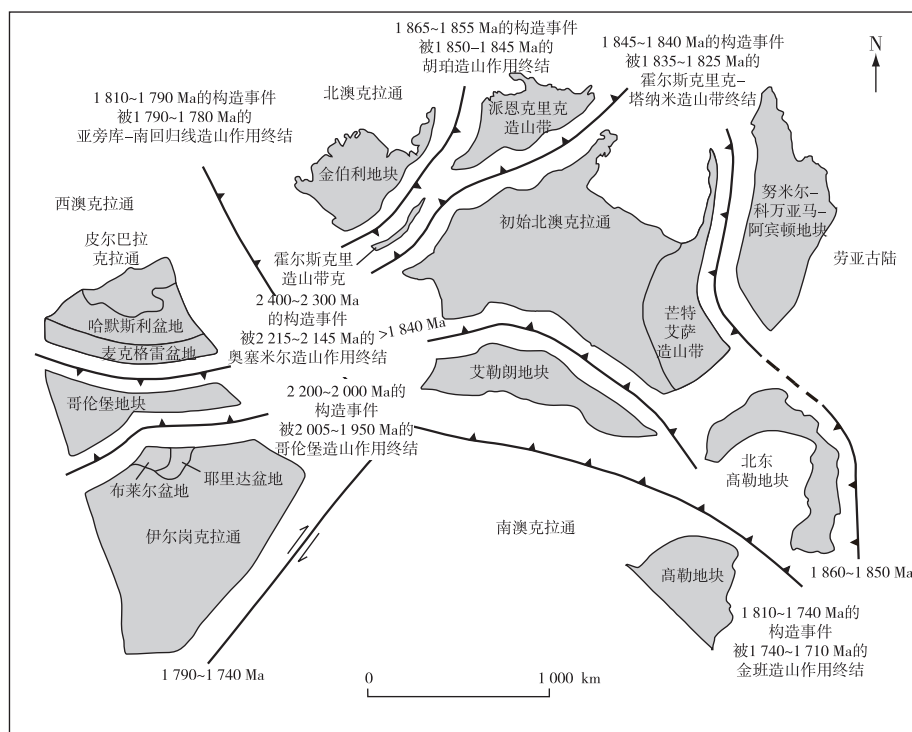 1 865~1 855 Ma的构造事件
被1 850–1 845 Ma的
胡珀造山作用终结
1 845~1 840 Ma的构造事件
被1 835~1 825 Ma的
霍尔斯克里克–
塔纳米造山带终结
N
1 810~1 790 Ma的构造事件
被1 790~1 780 Ma的
亚旁库–南回归线造山作用终结
北澳克拉通
派恩克里克
造山带
金伯利地块
西澳克拉通
初始北澳克拉通
努米尔–
科万亚马–
阿宾顿地块
劳亚古陆
皮尔巴拉
克拉通
霍尔斯克里
造山带克
哈默斯利盆地
麦克格雷盆地
2 400~2 300 Ma
的构造事件
被2 215~2 145 Ma的
奥塞米尔造山作用终结
>1 840 Ma
芒特
艾萨
造山带
哥伦堡地块
艾勒朗地块
2 200~2 000 Ma的
构造事件
被2 005~1 950 Ma的
哥伦堡造山作用终结
布莱尔盆地
耶里达盆地
北东
高勒地块
伊尔岗克拉通
南澳克拉通
高勒地块
1 860~1 850 Ma
1 810~1 740 Ma的
构造事件
被1 740~1 710 Ma的
金班造山作用终结
1 790~1 740 Ma
0
1 000 km